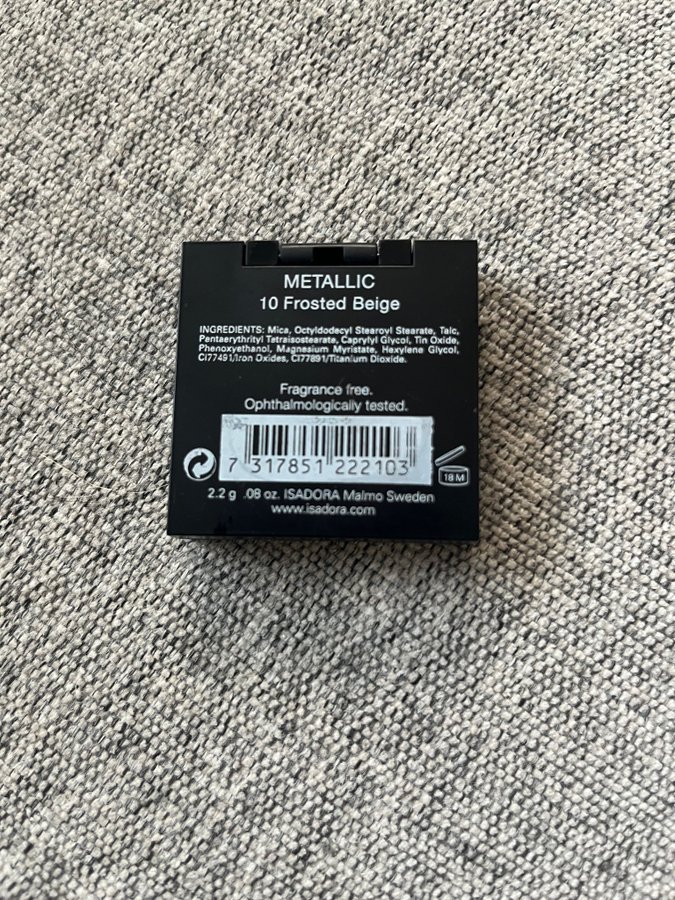 METALLIC
10 Frosted Beige
INGREDIENTS: Mica, Octyldodecyl Stearoyl Stearate, Talc,
Pentaerythrityl Tetraisostearate, Caprylyl Glycol, Tin Oxide,
Phenoxyethanol, Magnesium Myristate, Hexylene Glycol,
CI77491/Iron Oxides, CI77891/Titanium Dioxide.
Fragrance free.
Ophthalmologically tested.
7 317851 222103
18 M
2.2 g .08 oz. ISADORA Malmo Sweden
www.isadora.com